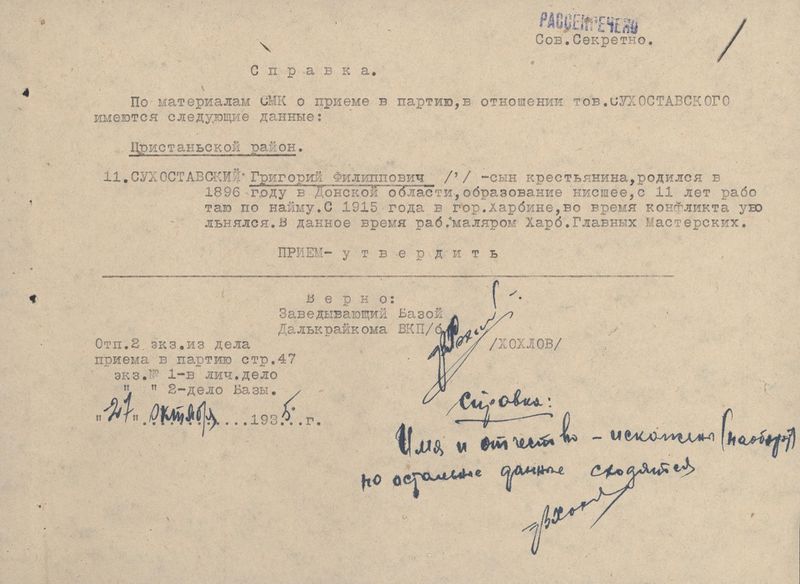 РАССЕКРЕЧЕНО
Сов.Секретно.
Справка.
По материалам СМК о приеме в партию,в отношении тов.СУХОСТАВСКОГО
имеются следующие данные:
Пристаньской район.
11.СУХОСТАВСКИЙ Григорий Филиппович /'/ -сын крестьянина,родился в
1896 году в Донской области,образование нисшее,с 11 лет рабо
таю по найму.С 1915 года в гор.Харбине,во время конфликта уво
льнялся.В данное время раб.маляром Харб.Главных Мастерских.
ПРИЕМ- утвердить
Верно:
Заведывающий Базой
Далькрайкома ВКП/б
/ХОХЛОВ/
Отп.2 экз.из дела
приема в партию стр.47
экз.№ 1-в лич.дело
" " 2-дело Базы.
"27" октября 1935 г.
Справка:
Имя и отчество - искажены (наоборот)
но остальные данные сходятся